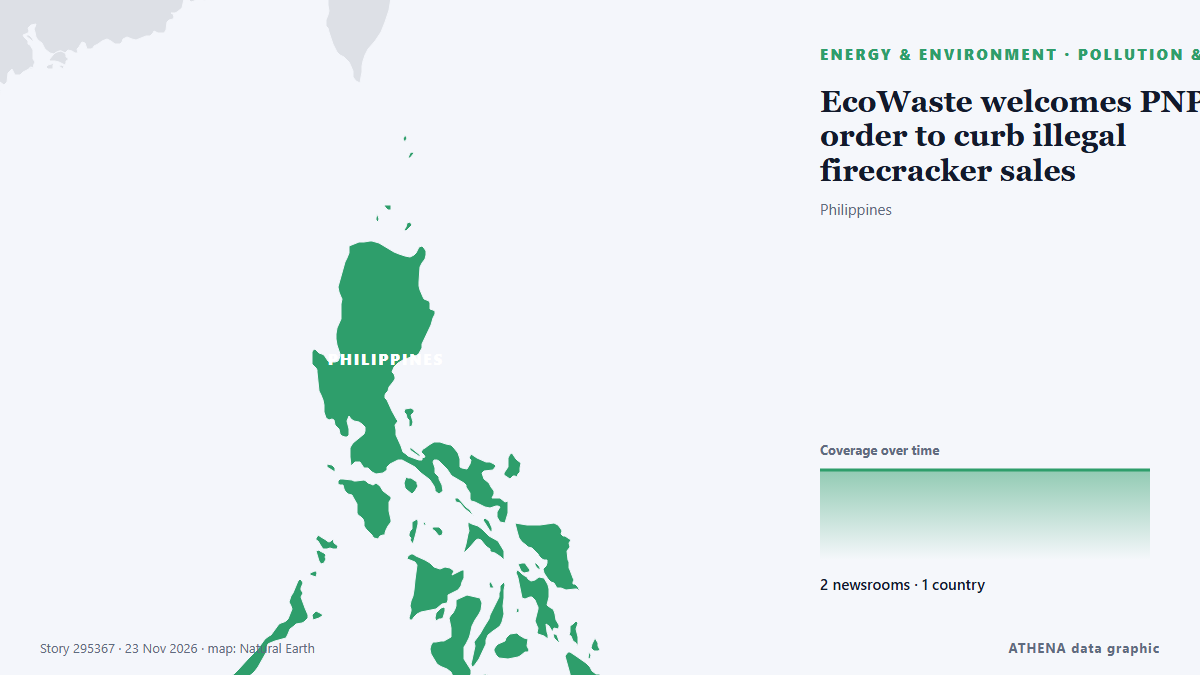 ENERGY & ENVIRONMENT · POLLUTION &
EcoWaste welcomes PNP
order to curb illegal
firecracker sales
Philippines
PHILIPPINES
Coverage over time
2 newsrooms · 1 country
Story 295367 · 23 Nov 2026 · map: Natural Earth
ATHENA data graphic